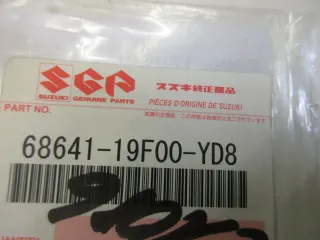 SGP スズキ純正部品
SUZUKI GENUINE PARTS PIÈCES D'ORIGINE DE SUZUKI
PART NO.
68641-19F00-YD8